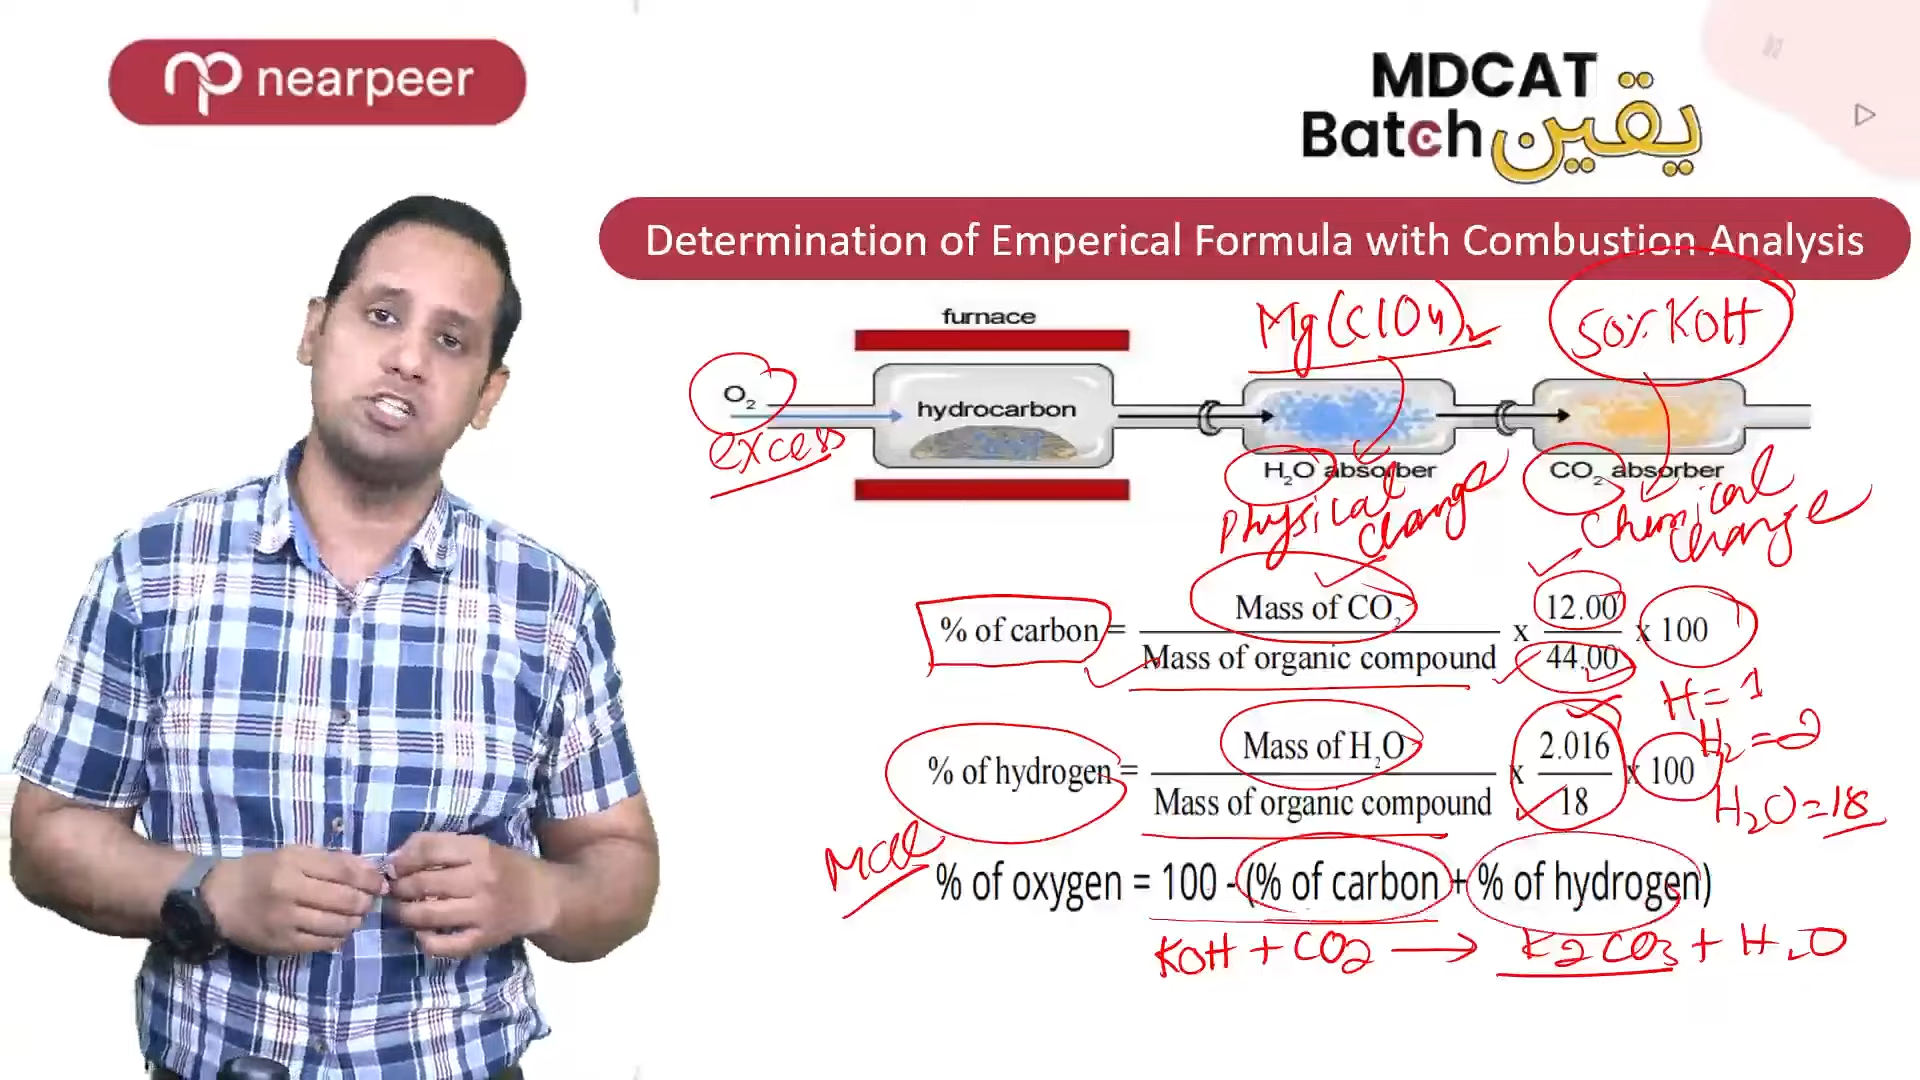 nearpeer
MDCAT
Batch يقين
Determination of Emperical Formula with Combustion Analysis
furnace
Mg(ClO4)2
50% KOH
O2
excess
hydrocarbon
H2O absorber
CO2 absorber
Physical change
Chemical change
% of carbon = Mass of CO2 / Mass of organic compound x 12.00 / 44.00 x 100
H = 1
H2 = 2
H2O = 18
% of hydrogen = Mass of H2O / Mass of organic compound x 2.016 / 18 x 100
% of oxygen = 100 - (% of carbon + % of hydrogen)
KOH + CO2 → K2CO3 + H2O